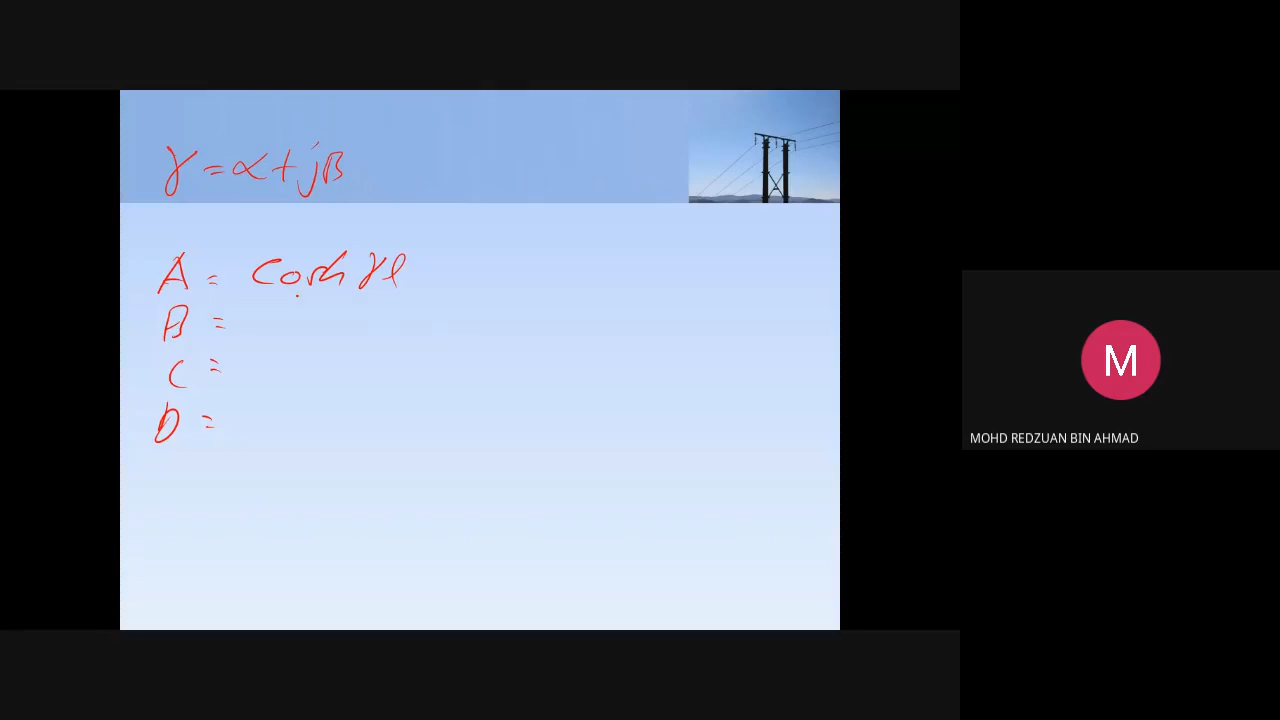 γ = α + jβ
A = cosh γl
B =
C =
D =
M
MOHD REDZUAN BIN AHMAD